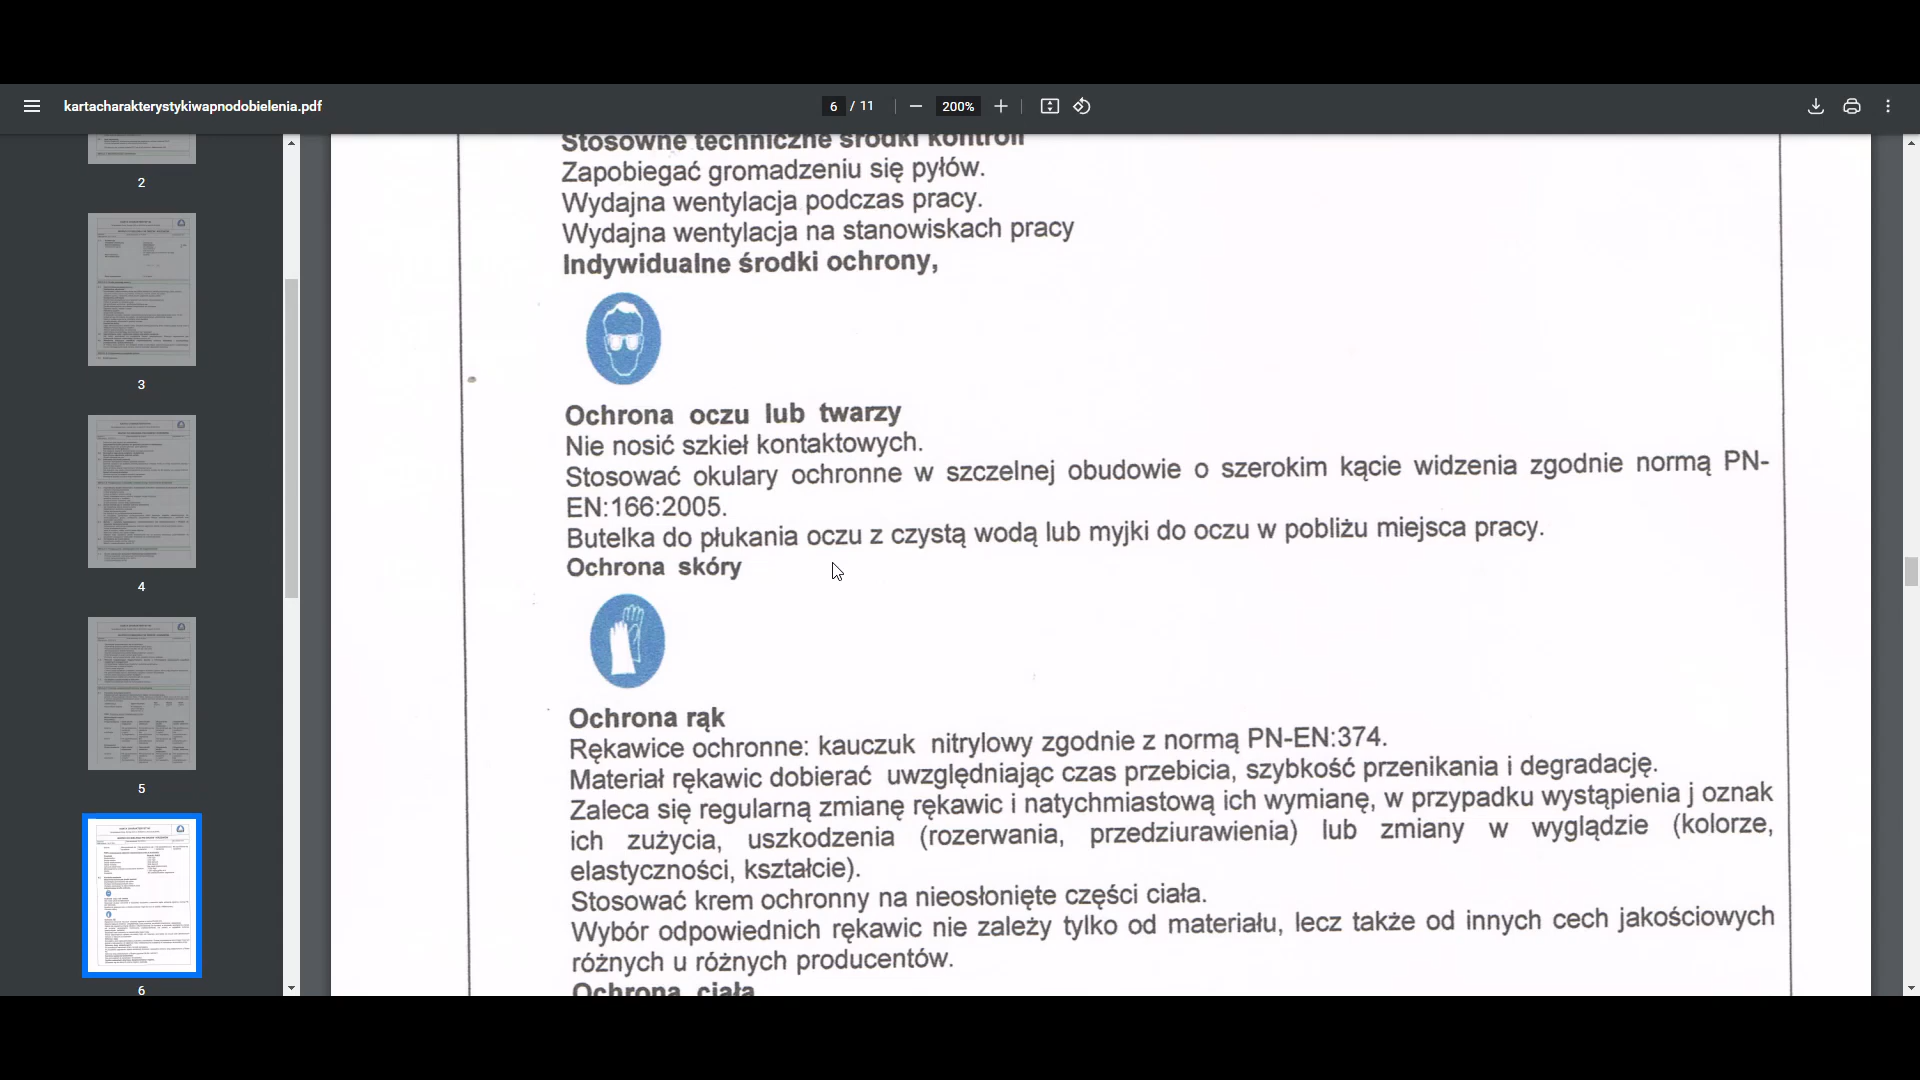 kartacharakterystykiwapnodobielenia.pdf
6 / 11
200%
2
3
4
5
6
Stosowne techniczne środki kontroli
Zapobiegać gromadzeniu się pyłów.
Wydajna wentylacja podczas pracy.
Wydajna wentylacja na stanowiskach pracy
Indywidualne środki ochrony,
Ochrona oczu lub twarzy
Nie nosić szkieł kontaktowych.
Stosować okulary ochronne w szczelnej obudowie o szerokim kącie widzenia zgodnie normą PN-
EN:166:2005.
Butelka do płukania oczu z czystą wodą lub myjki do oczu w pobliżu miejsca pracy.
Ochrona skóry
Ochrona rąk
Rękawice ochronne: kauczuk nitrylowy zgodnie z normą PN-EN:374.
Materiał rękawic dobierać uwzględniając czas przebicia, szybkość przenikania i degradację.
Zaleca się regularną zmianę rękawic i natychmiastową ich wymianę, w przypadku wystąpienia j oznak
ich zużycia, uszkodzenia (rozerwania, przedziurawienia) lub zmiany w wyglądzie (kolorze,
elastyczności, kształcie).
Stosować krem ochronny na nieosłonięte części ciała.
Wybór odpowiednich rękawic nie zależy tylko od materiału, lecz także od innych cech jakościowych
różnych u różnych producentów.
Ochrona ciała